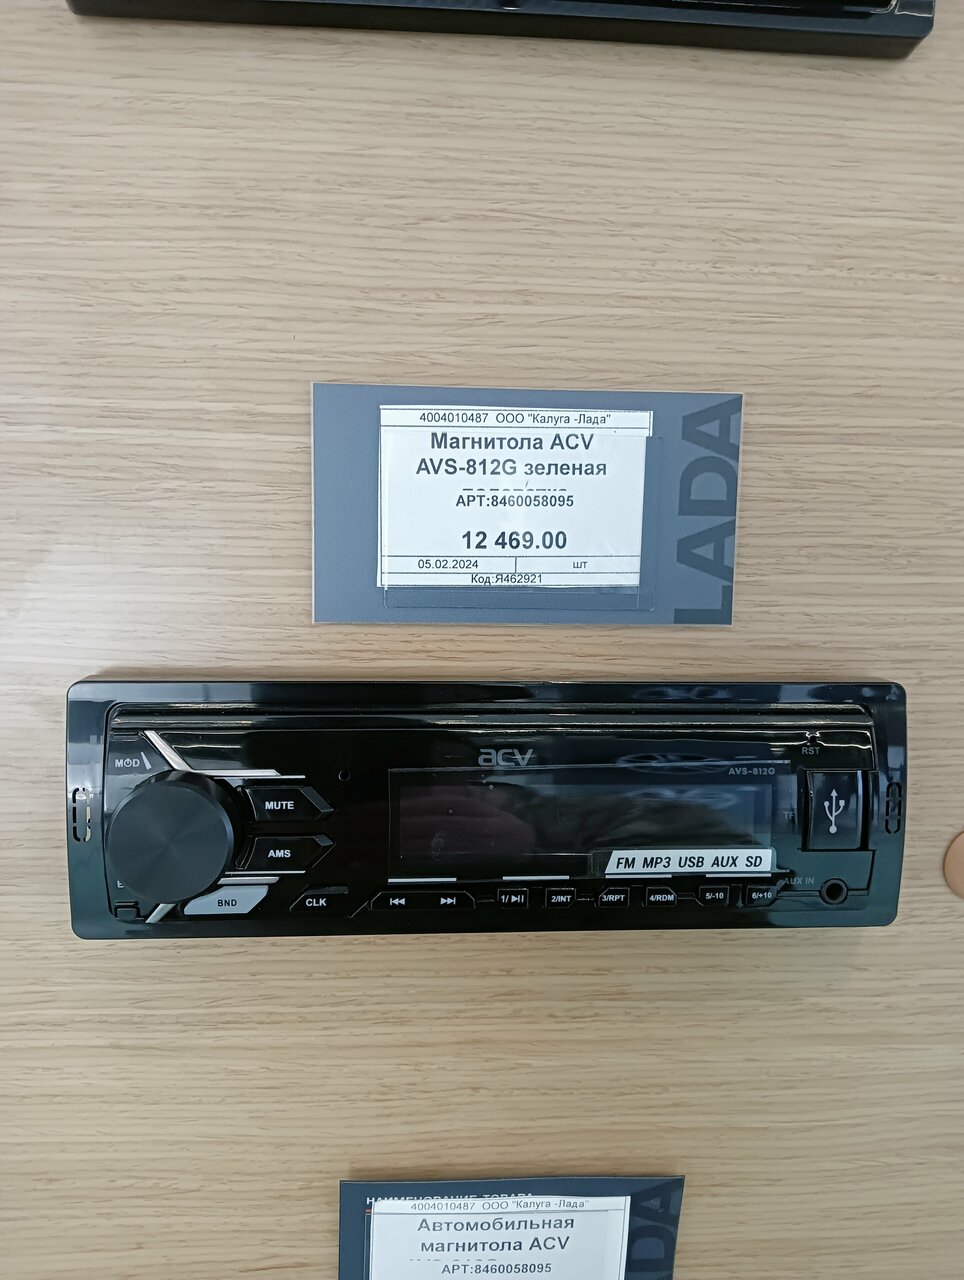 4004010487 ООО "Калуга -Лада"
Магнитола ACV
AVS-812G зеленая
АРТ:8460058095
12 469.00
05.02.2024 шт
Код:Я462921
LADA
acv
RST
MOD
AVS-812G
MUTE
AMS
FM MP3 USB AUX SD
AUX IN
BND
CLK
1/
2/INT
3/RPT
4/RDM
5/-10
6/+10
НАИМЕНОВАНИЕ ТОВАРА
4004010487 ООО "Калуга -Лада"
Автомобильная
магнитола ACV
АРТ:8460058095